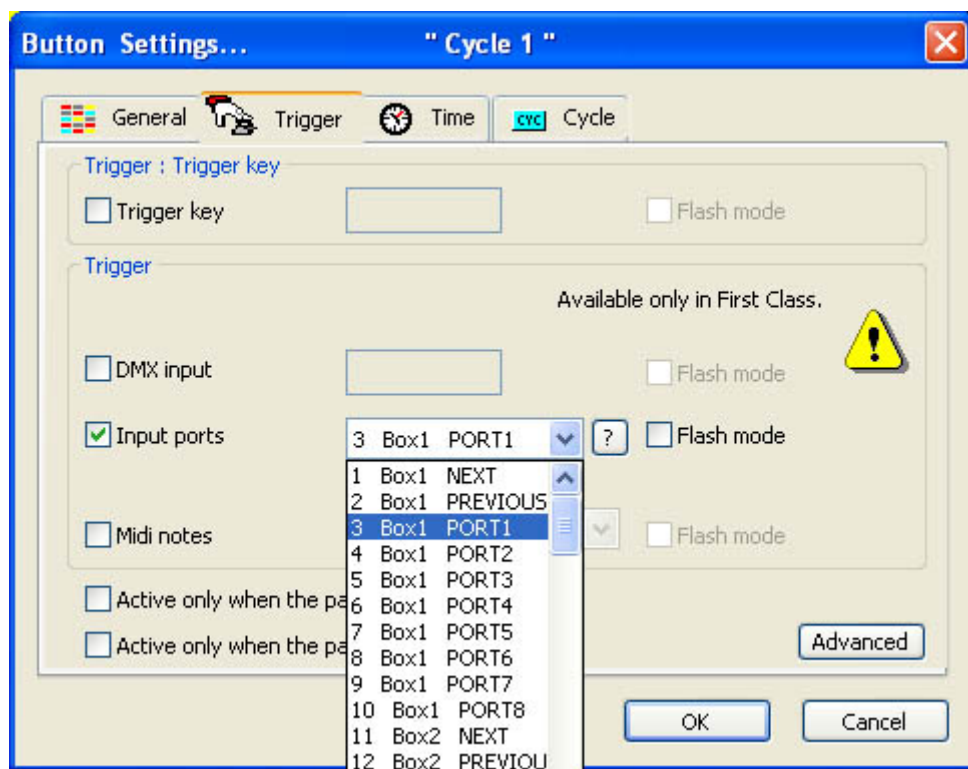 Button Settings... " Cycle 1 "
General Trigger Time CYC Cycle
Trigger : Trigger key
Trigger key Flash mode
Trigger
Available only in First Class.
DMX input Flash mode
Input ports 3 Box1 PORT1 ? Flash mode
1 Box1 NEXT
2 Box1 PREVIOUS
3 Box1 PORT1
Midi notes Flash mode
4 Box1 PORT2
5 Box1 PORT3
Active only when the pa
6 Box1 PORT4
7 Box1 PORT5
Active only when the pa
8 Box1 PORT6
Advanced
9 Box1 PORT7
10 Box1 PORT8
11 Box2 NEXT
12 Box2 PREVIOU
OK Cancel